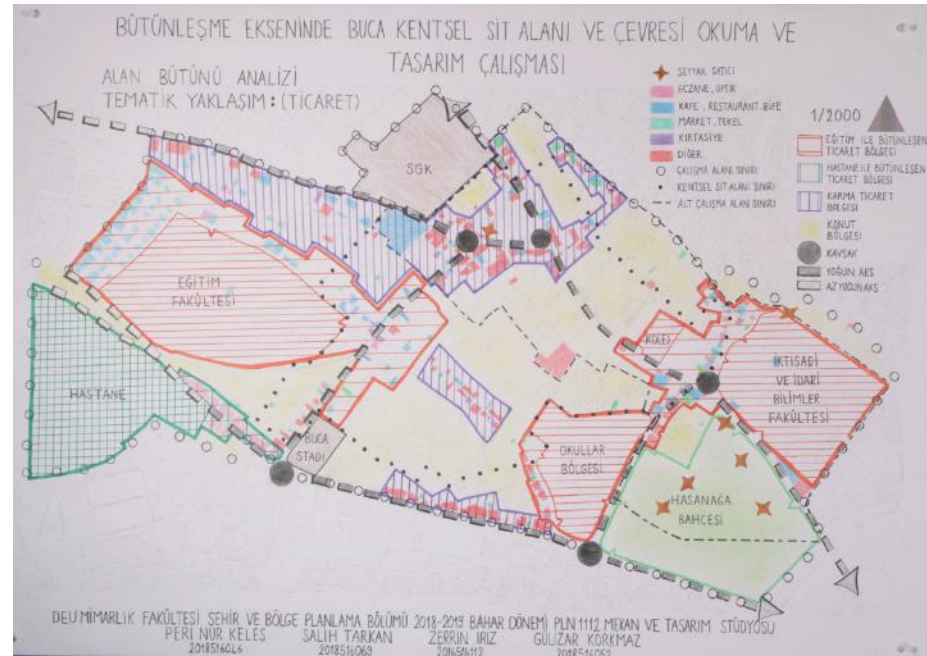 BÜTÜNLEŞME EKSENİNDE BUCA KENTSEL SİT ALANI VE ÇEVRESİ OKUMA VE
TASARIM ÇALIŞMASI
ALAN BÜTÜNÜ ANALİZİ
TEMATİK YAKLAŞIM: (TİCARET)
SEYYAR SATICI
ECZANE, OPTİK
KAFE, RESTAURANT, BÜFE
MARKET, TEKEL
KIRTASİYE
DİĞER
ÇALIŞMA ALANI SINIRI
KENTSEL SİT ALANI SINIRI
ALT ÇALIŞMA ALANI SINIRI
1/2000
EĞİTİM İLE BÜTÜNLEŞEN
TİCARET BÖLGESİ
HASTANE İLE BÜTÜNLEŞEN
TİCARET BÖLGESİ
KARMA TİCARET
BÖLGESİ
KONUT
BÖLGESİ
KAVŞAK
YOĞUN AKS
AZ YOĞUN AKS
SGK
EĞİTİM
FAKÜLTESİ
HASTANE
BUCA
STADI
KOLEJ
İKTİSADİ
VE İDARİ
BİLİMLER
FAKÜLTESİ
OKULLAR
BÖLGESİ
HASANAĞA
BAHÇESİ
DEU MİMARLIK FAKÜLTESİ ŞEHİR VE BÖLGE PLANLAMA BÖLÜMÜ 2018-2019 BAHAR DÖNEMİ PLN 1112 MEKAN VE TASARIM STÜDYOSU
PERİ NUR KELEŞ SALİH TARKAN ZERRİN IRIZ GÜLİZAR KORKMAZ
2018516046 2018516069 2016516112 2018516052